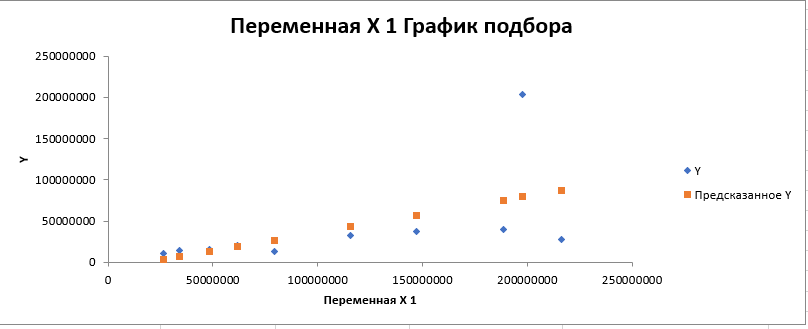 Переменная X 1 График подбора
250000000
200000000
150000000
100000000
50000000
0
Y
0
50000000
100000000
150000000
200000000
250000000
Переменная X 1
Y
Предсказанное Y